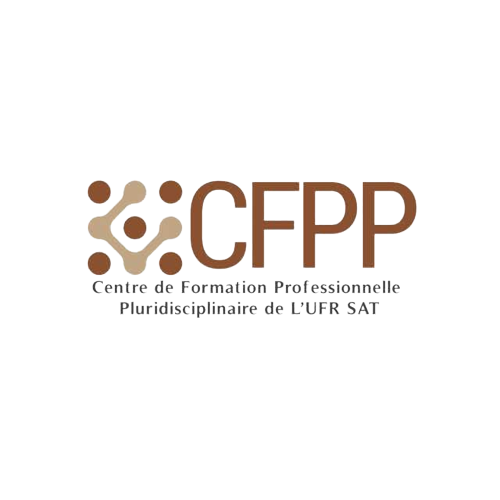 CFPP
Centre de Formation Professionnelle
Pluridisciplinaire de L'UFR SAT